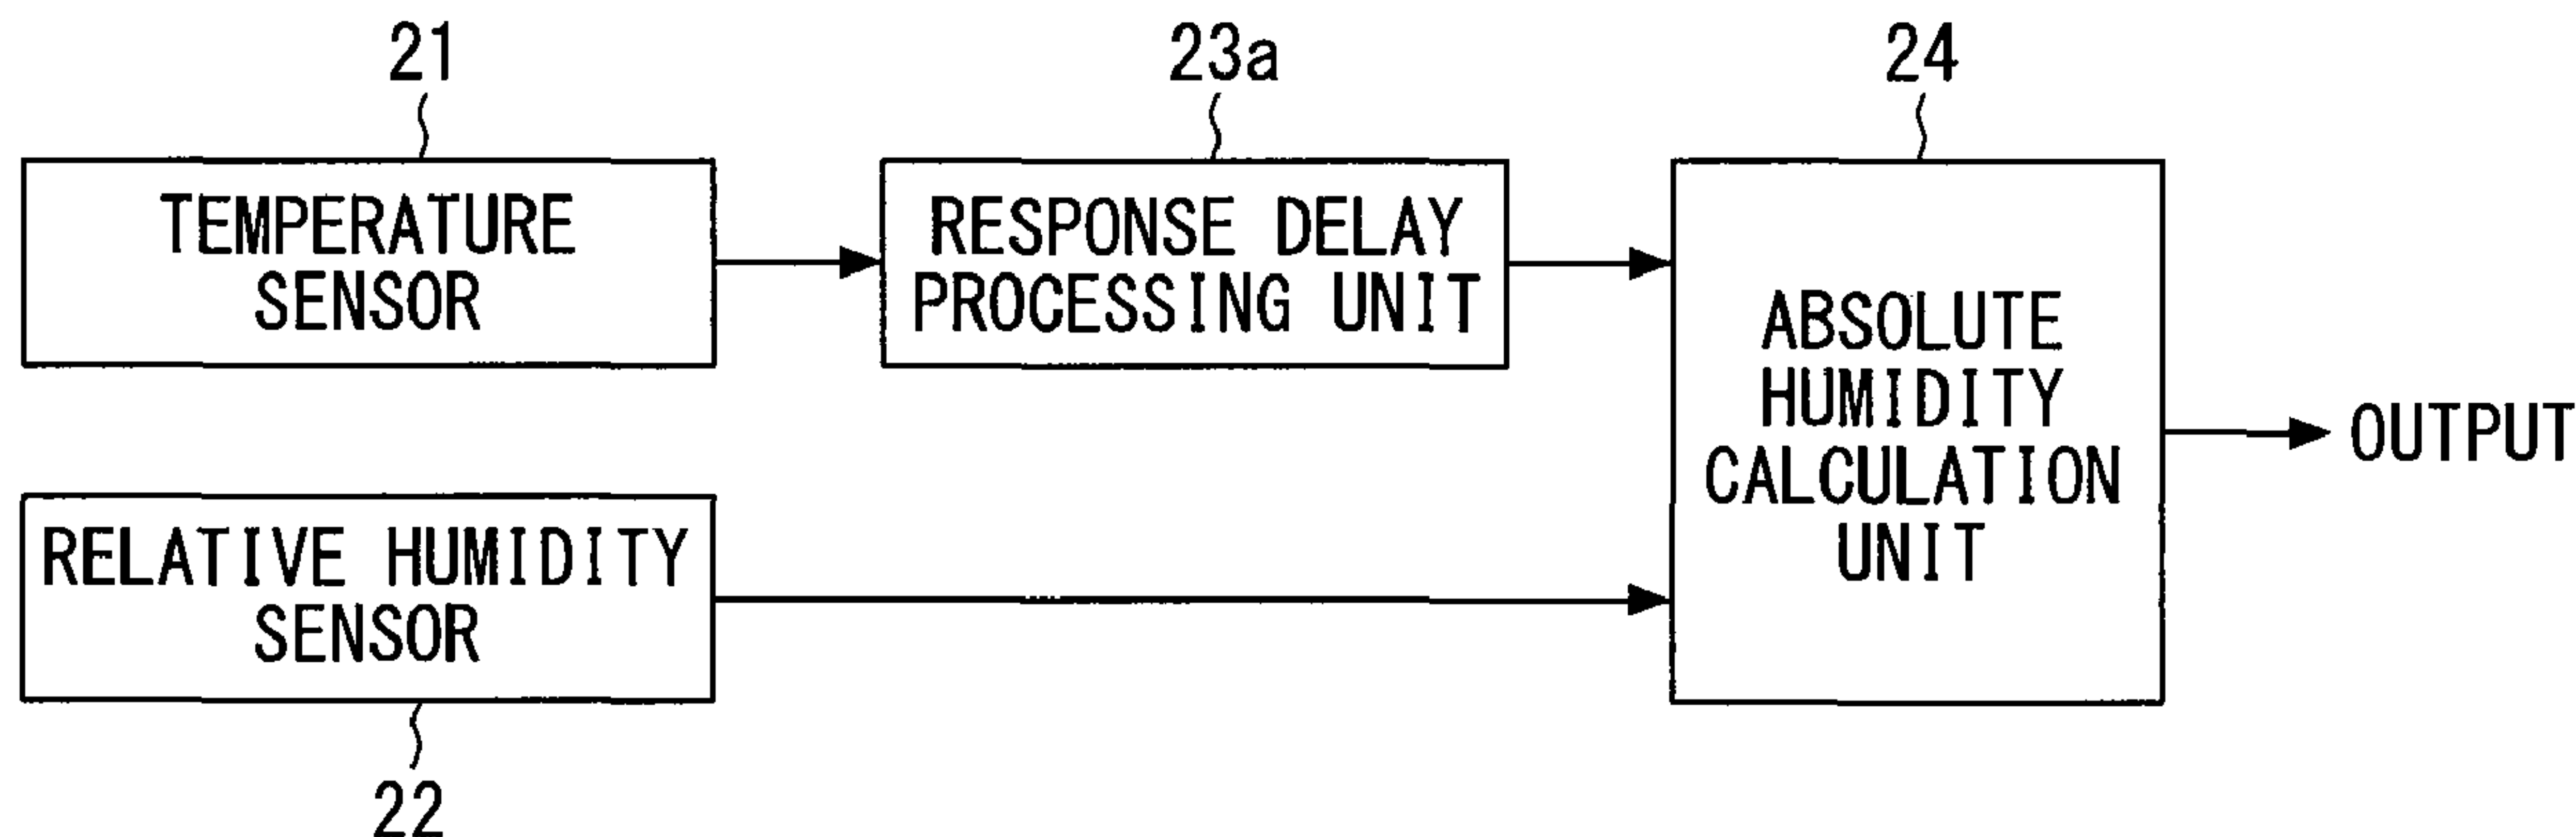 21
23a
24
TEMPERATURE
SENSOR
RESPONSE DELAY
PROCESSING UNIT
ABSOLUTE
HUMIDITY
CALCULATION
UNIT
OUTPUT
RELATIVE HUMIDITY
SENSOR
22